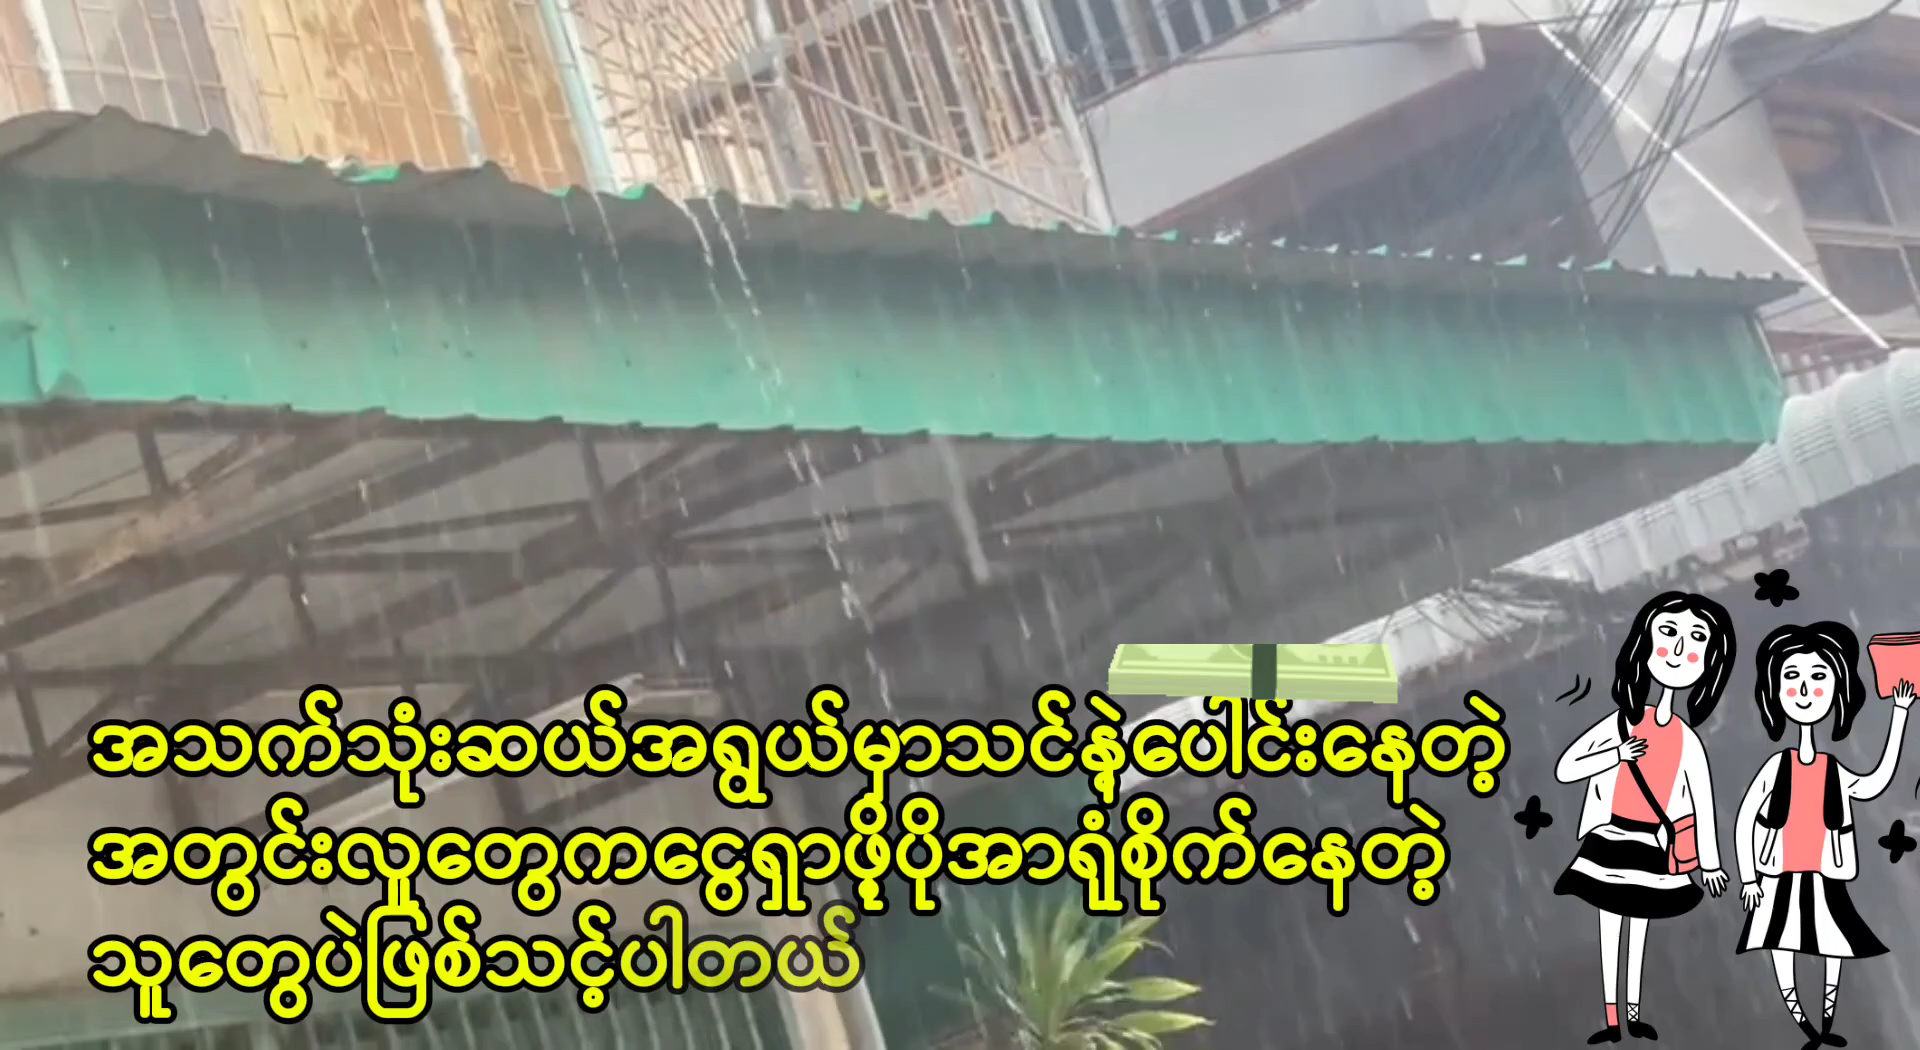 အသက်သုံးဆယ်အရွယ်မှာသင်နဲ့ပေါင်းနေတဲ့
အတွင်းလူတွေကငွေရှာဖို့ပိုအာရုံစိုက်နေတဲ့
သူတွေပဲဖြစ်သင့်ပါတယ်